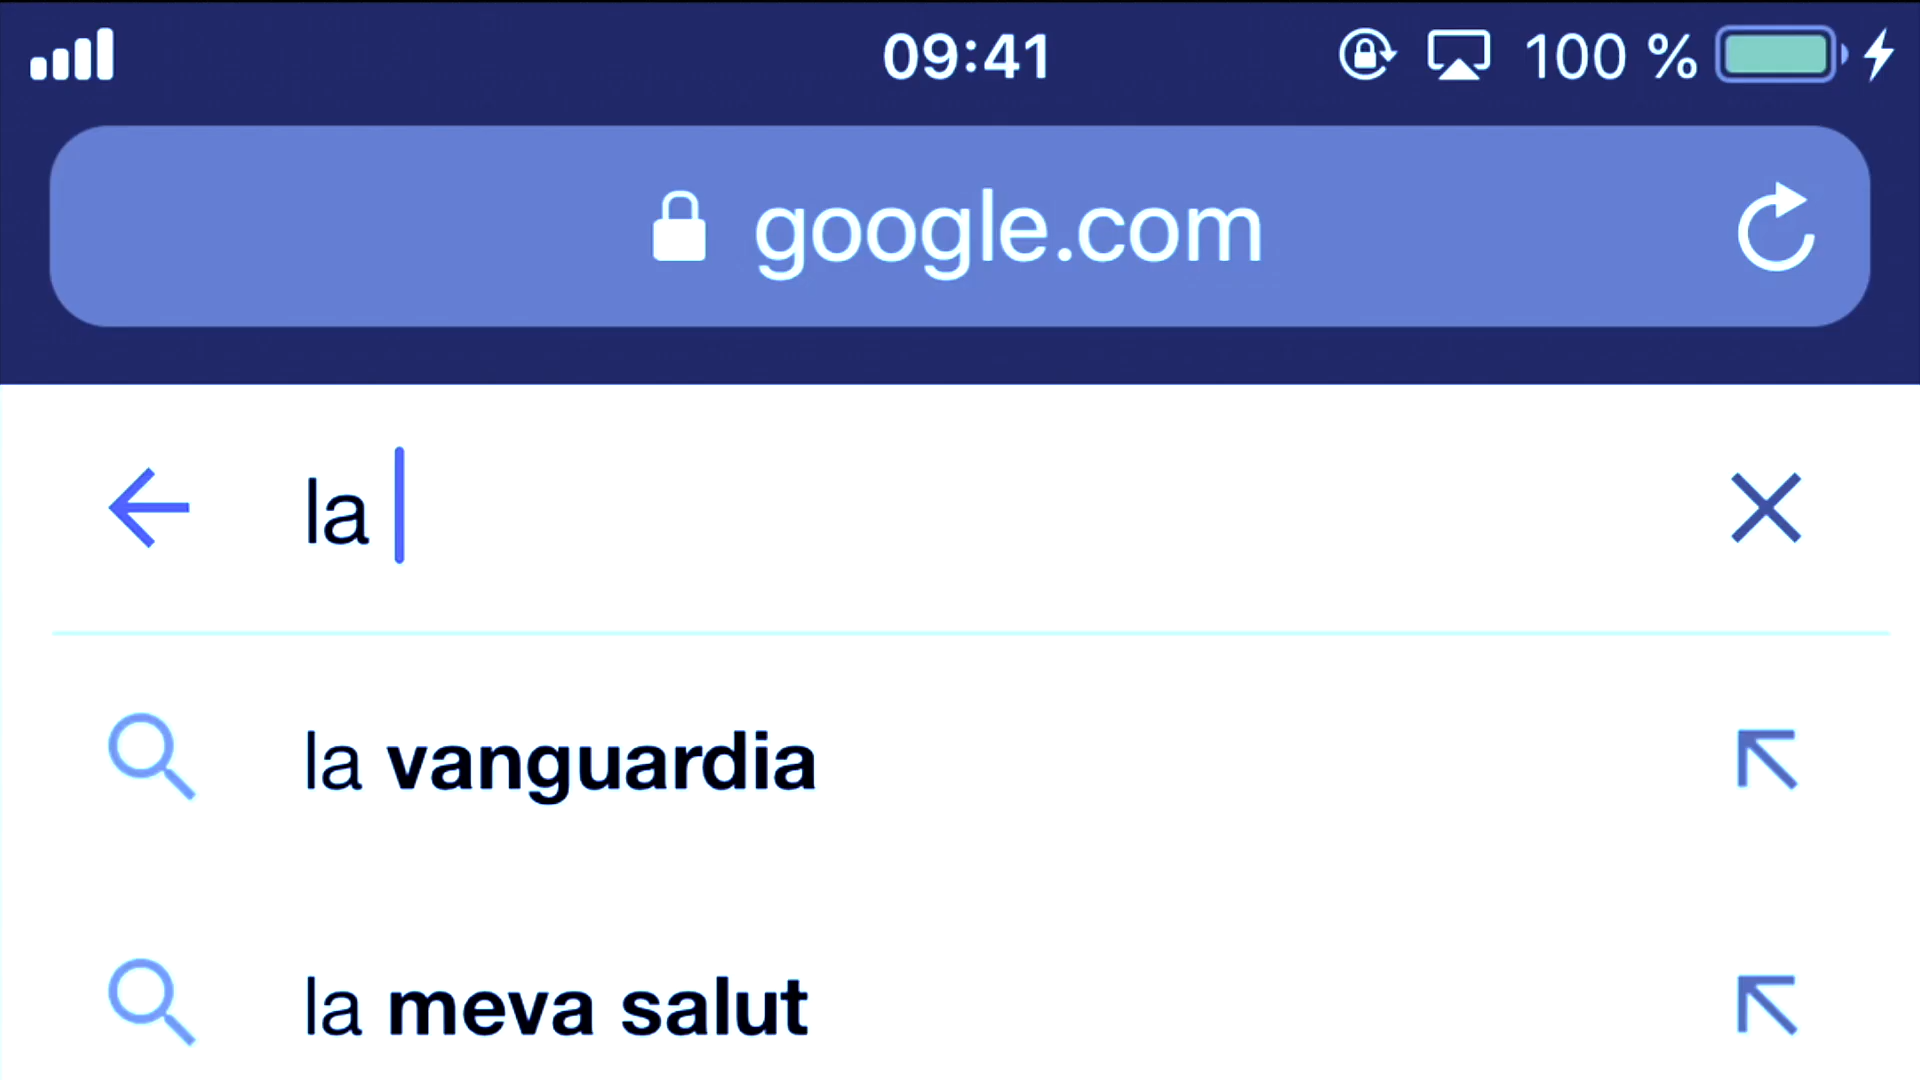 09:41 100 %
google.com
la
la vanguardia
la meva salut